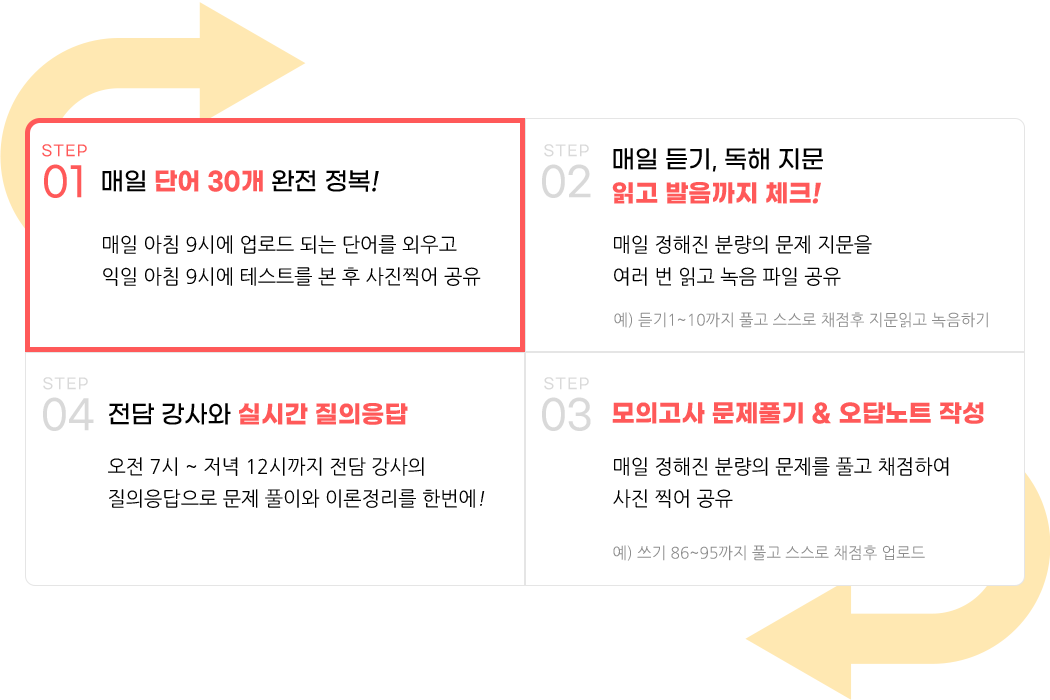 STEP
01
매일 단어 30개 완전 정복!
매일 아침 9시에 업로드 되는 단어를 외우고
익일 아침 9시에 테스트를 본 후 사진찍어 공유
STEP
02
매일 듣기, 독해 지문
읽고 발음까지 체크!
매일 정해진 분량의 문제 지문을
여러 번 읽고 녹음 파일 공유
예) 듣기1~10까지 풀고 스스로 채점후 지문읽고 녹음하기
STEP
03
모의고사 문제풀기 & 오답노트 작성
매일 정해진 분량의 문제를 풀고 채점하여
사진 찍어 공유
예) 쓰기 86~95까지 풀고 스스로 채점후 업로드
STEP
04
전담 강사와 실시간 질의응답
오전 7시 ~ 저녁 12시까지 전담 강사의
질의응답으로 문제 풀이와 이론정리를 한번에!